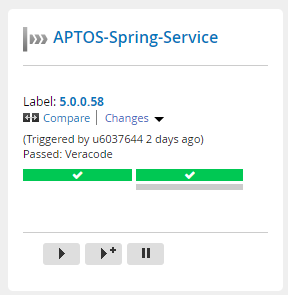 APTOS-Spring-Service
Label: 5.0.0.58
Compare Changes
(Triggered by u6037644 2 days ago)
Passed: Veracode